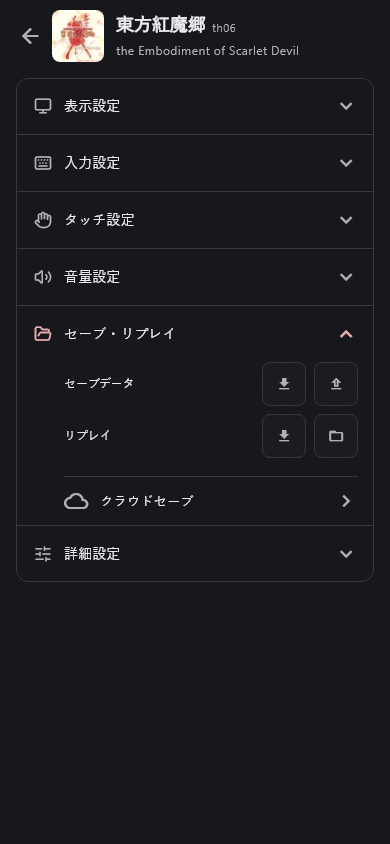 東方紅魔郷 th06
the Embodiment of Scarlet Devil
表示設定
入力設定
タッチ設定
音量設定
セーブ・リプレイ
セーブデータ
リプレイ
クラウドセーブ
詳細設定